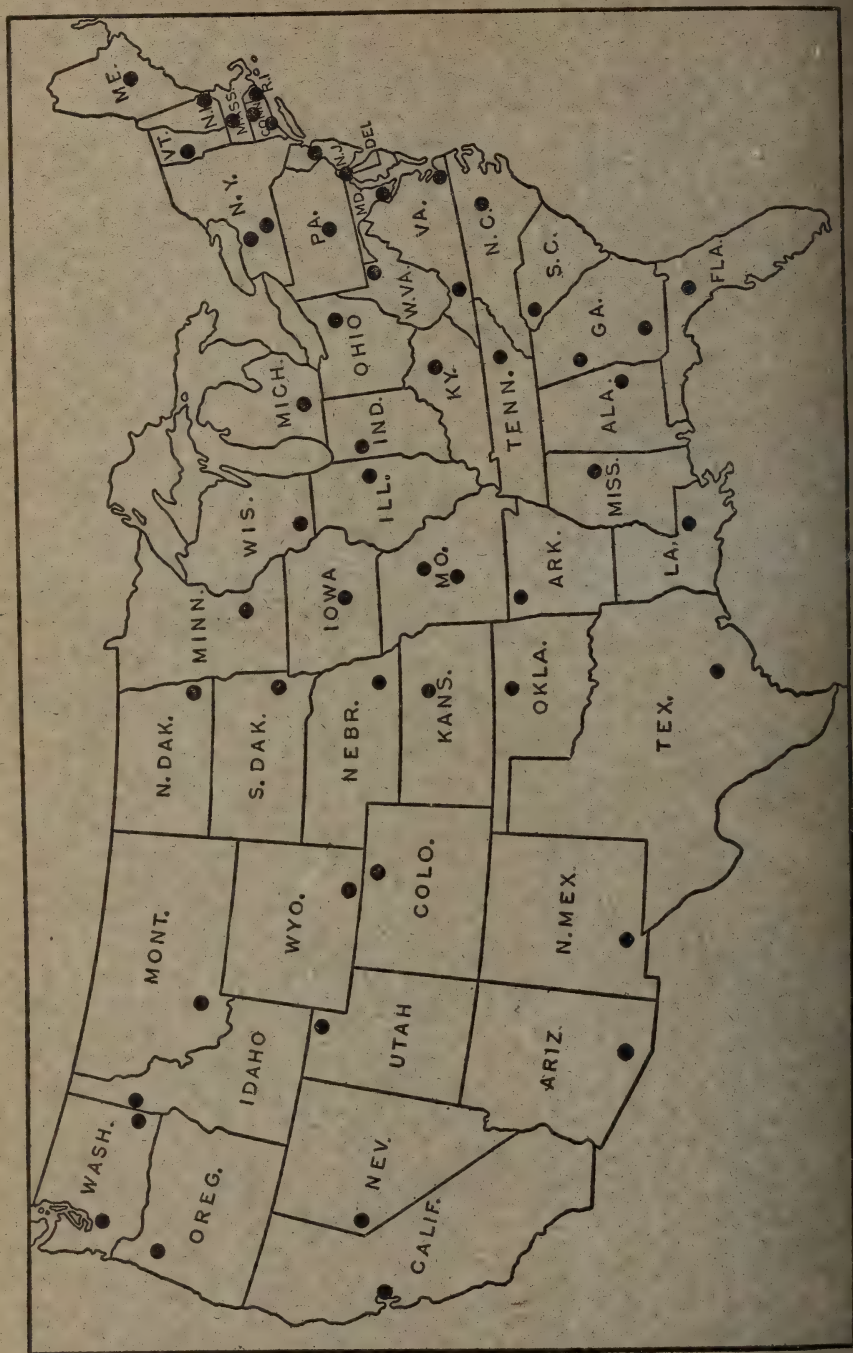 WASH.
OREG.
CALIF.
NEV.
IDAHO
MONT.
WYO.
UTAH
ARIZ.
COLO.
N.MEX.
N.DAK.
S.DAK.
NEBR.
KANS.
OKLA.
TEX.
MINN.
IOWA
MO.
ARK.
LA.
WIS.
ILL.
MICH.
IND.
OHIO
KY.
TENN.
MISS.
ALA.
GA.
FLA.
S.C.
N.C.
VA.
W.VA.
MD.
DEL
N.J.
PA.
N.Y.
VT.
N.H.
ME.
MASS.
CONN.
R.I.